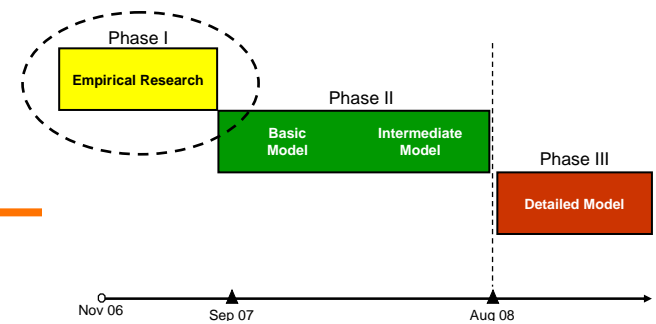 Phase I
Empirical Research
Phase II
Basic
Model
Intermediate
Model
Phase III
Detailed Model
Nov 06
Sep 07
Aug 08